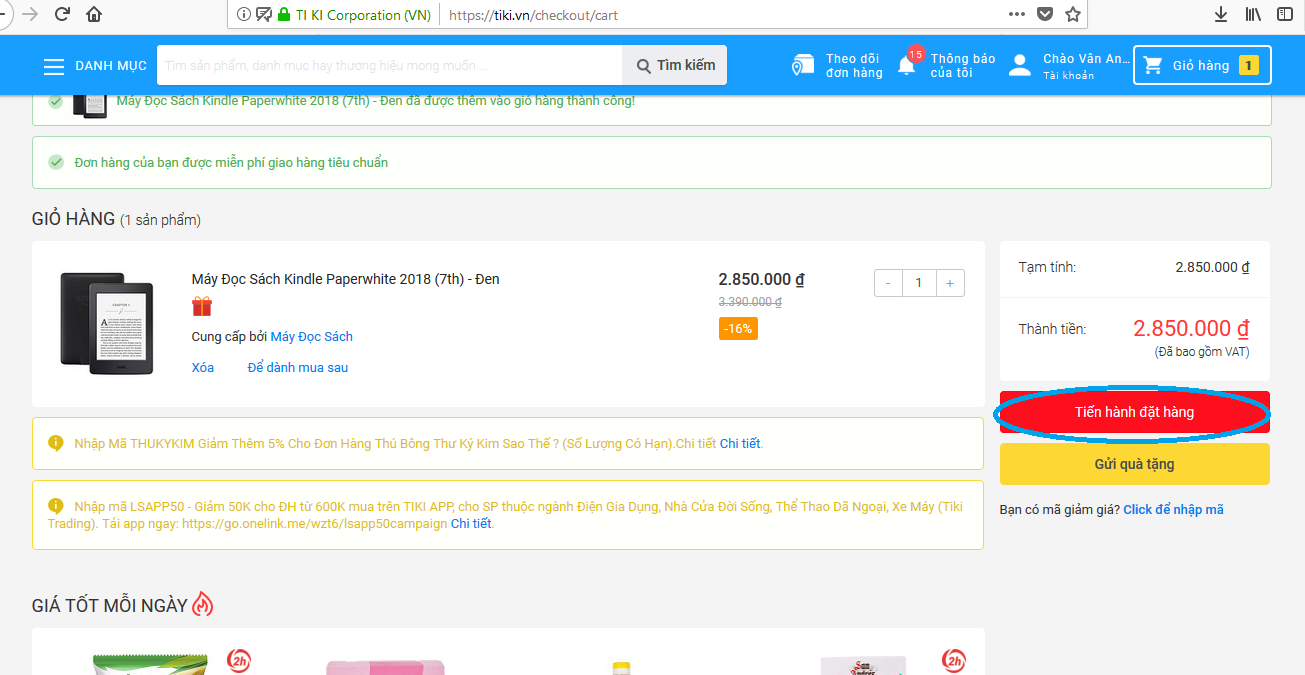 TI KI Corporation (VN)
https://tiki.vn/checkout/cart
DANH MỤC
Tìm sản phẩm, danh mục hay thương hiệu mong muốn ...
Tìm kiếm
Theo dõi
đơn hàng
15
Thông báo
của tôi
Chào Vân An...
Tài khoản
Giỏ hàng 1
Máy Đọc Sách Kindle Paperwhite 2018 (7th) - Đen đã được thêm vào giỏ hàng thành công!
Đơn hàng của bạn được miễn phí giao hàng tiêu chuẩn
GIỎ HÀNG (1 sản phẩm)
Máy Đọc Sách Kindle Paperwhite 2018 (7th) - Đen
Cung cấp bởi Máy Đọc Sách
Xóa Để dành mua sau
2.850.000 ₫
3.390.000 ₫
-16%
- 1 +
Tạm tính: 2.850.000 ₫
Thành tiền: 2.850.000 ₫
(Đã bao gồm VAT)
Tiến hành đặt hàng
Gửi quà tặng
Bạn có mã giảm giá? Click để nhập mã
Nhập Mã THUKYKIM Giảm Thêm 5% Cho Đơn Hàng Thú Bông Thư Ký Kim Sao Thế ? (Số Lượng Có Hạn).Chi tiết Chi tiết.
Nhập mã LSAPP50 - Giảm 50K cho ĐH từ 600K mua trên TIKI APP, cho SP thuộc ngành Điện Gia Dụng, Nhà Cửa Đời Sống, Thể Thao Dã Ngoại, Xe Máy (Tiki
Trading). Tải app ngay: https://go.onelink.me/wzt6/lsapp50campaign Chi tiết.
GIÁ TỐT MỖI NGÀY
2h
2h